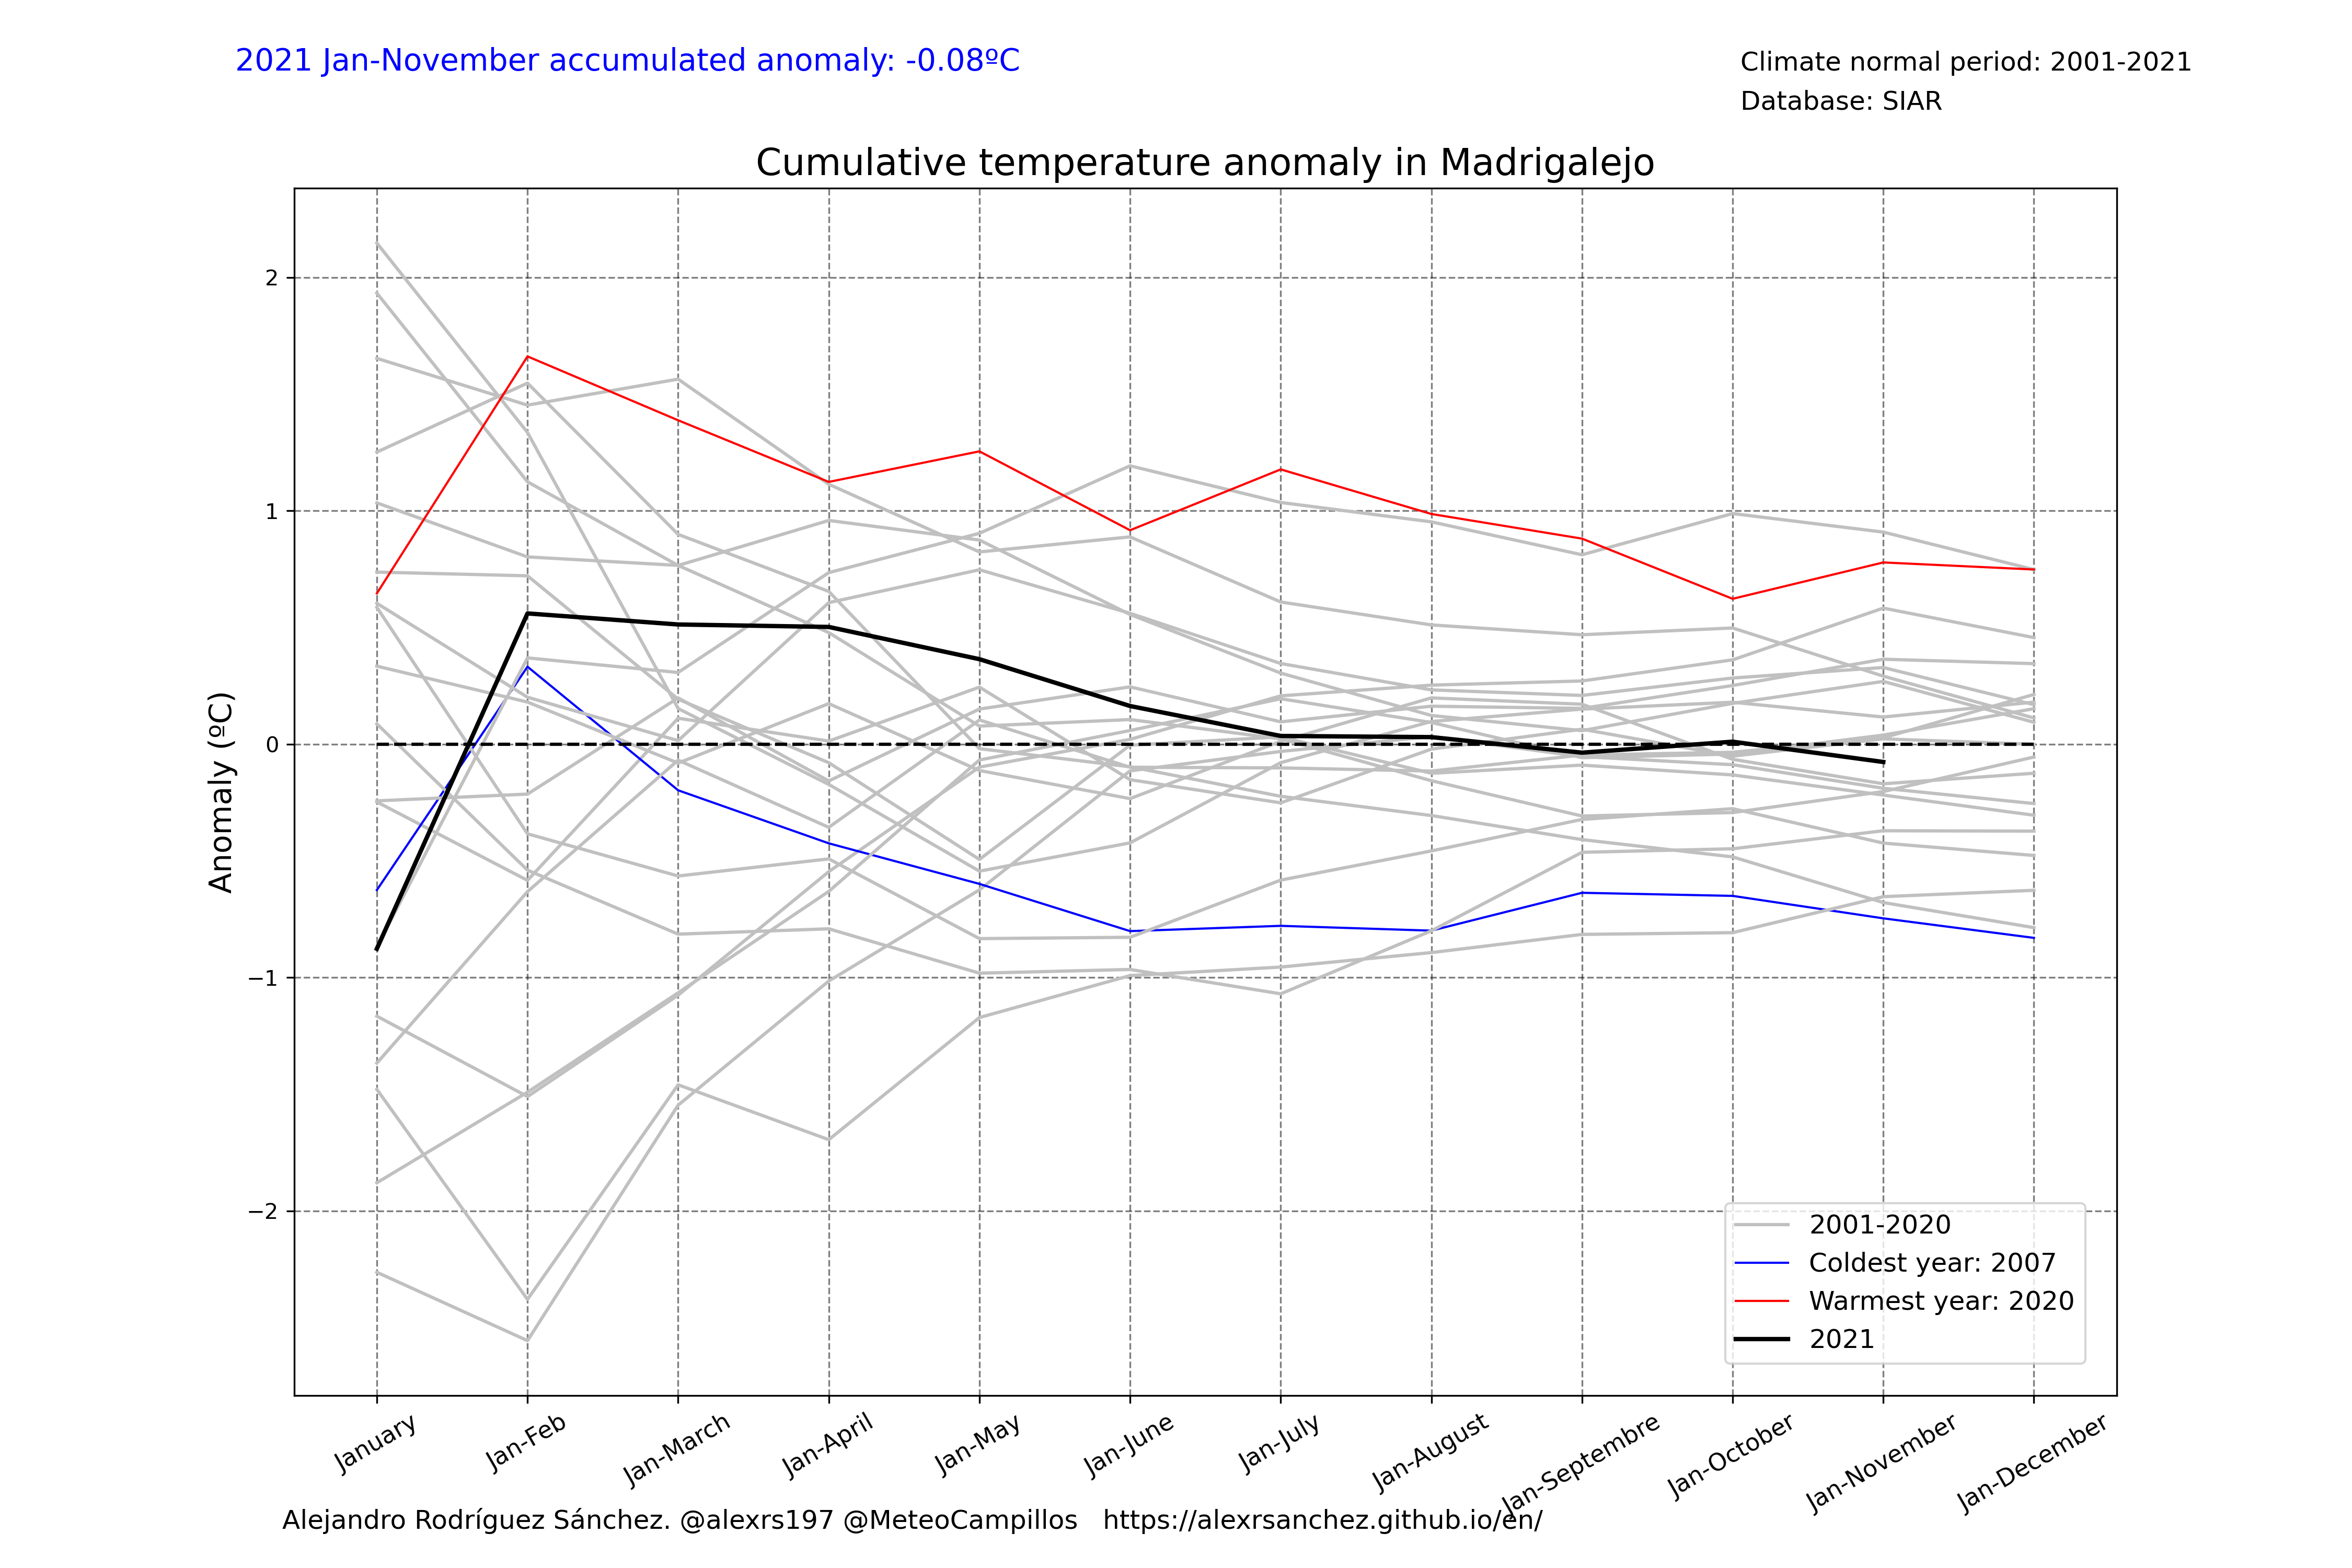 2021 Jan-November accumulated anomaly: -0.08ºC
Climate normal period: 2001-2021
Database: SIAR
Cumulative temperature anomaly in Madrigalejo
Anomaly (ºC)
2
1
0
−1
−2
2001-2020
Coldest year: 2007
Warmest year: 2020
2021
January
Jan-Feb
Jan-March
Jan-April
Jan-May
Jan-June
Jan-July
Jan-August
Jan-Septembre
Jan-October
Jan-November
Jan-December
Alejandro Rodríguez Sánchez. @alexrs197 @MeteoCampillos   https://alexrsanchez.github.io/en/